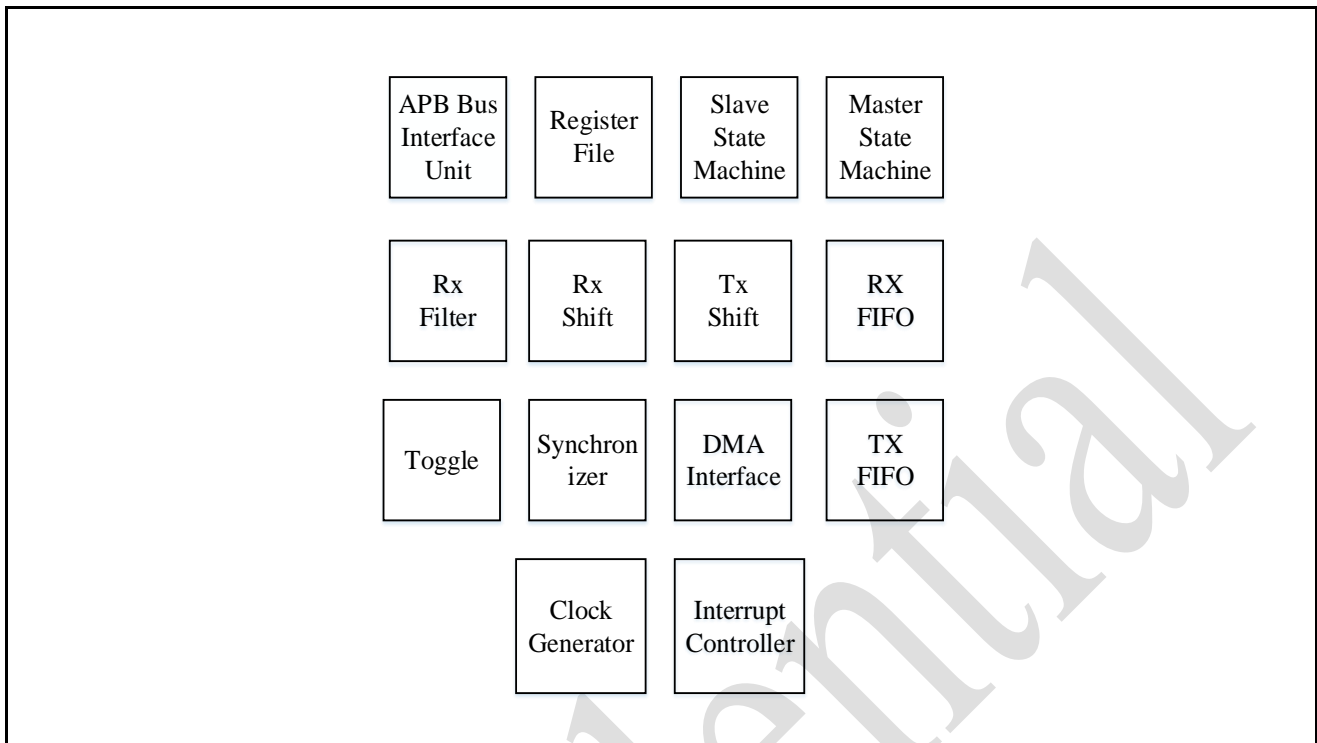 APB Bus
Interface
Unit
Register
File
Slave
State
Machine
Master
State
Machine
Rx
Filter
Rx
Shift
Tx
Shift
RX
FIFO
Toggle
Synchron
izer
DMA
Interface
TX
FIFO
Clock
Generator
Interrupt
Controller
dential